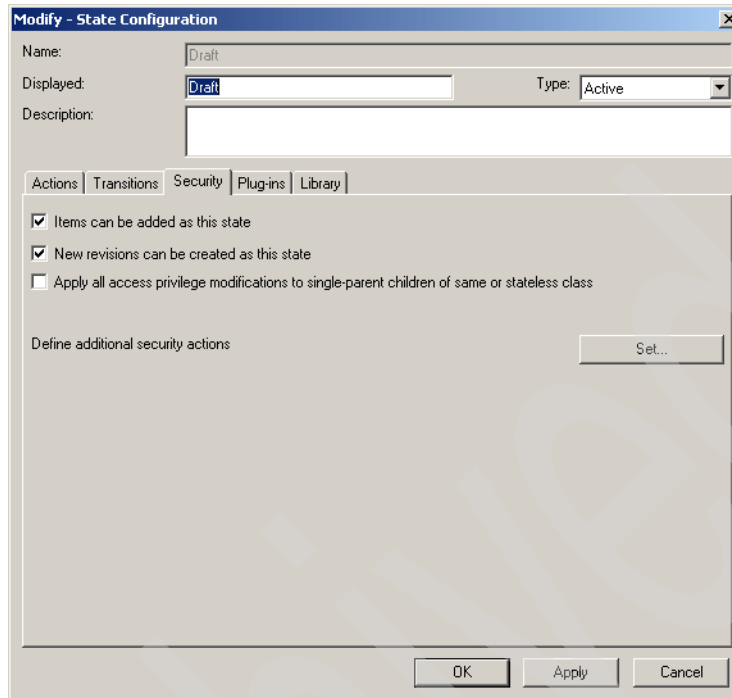 Modify - State Configuration
Name: Draft
Displayed: Draft Type: Active
Description:
Actions Transitions Security Plug-ins Library
Items can be added as this state
New revisions can be created as this state
Apply all access privilege modifications to single-parent children of same or stateless class
Define additional security actions Set...
OK Apply Cancel